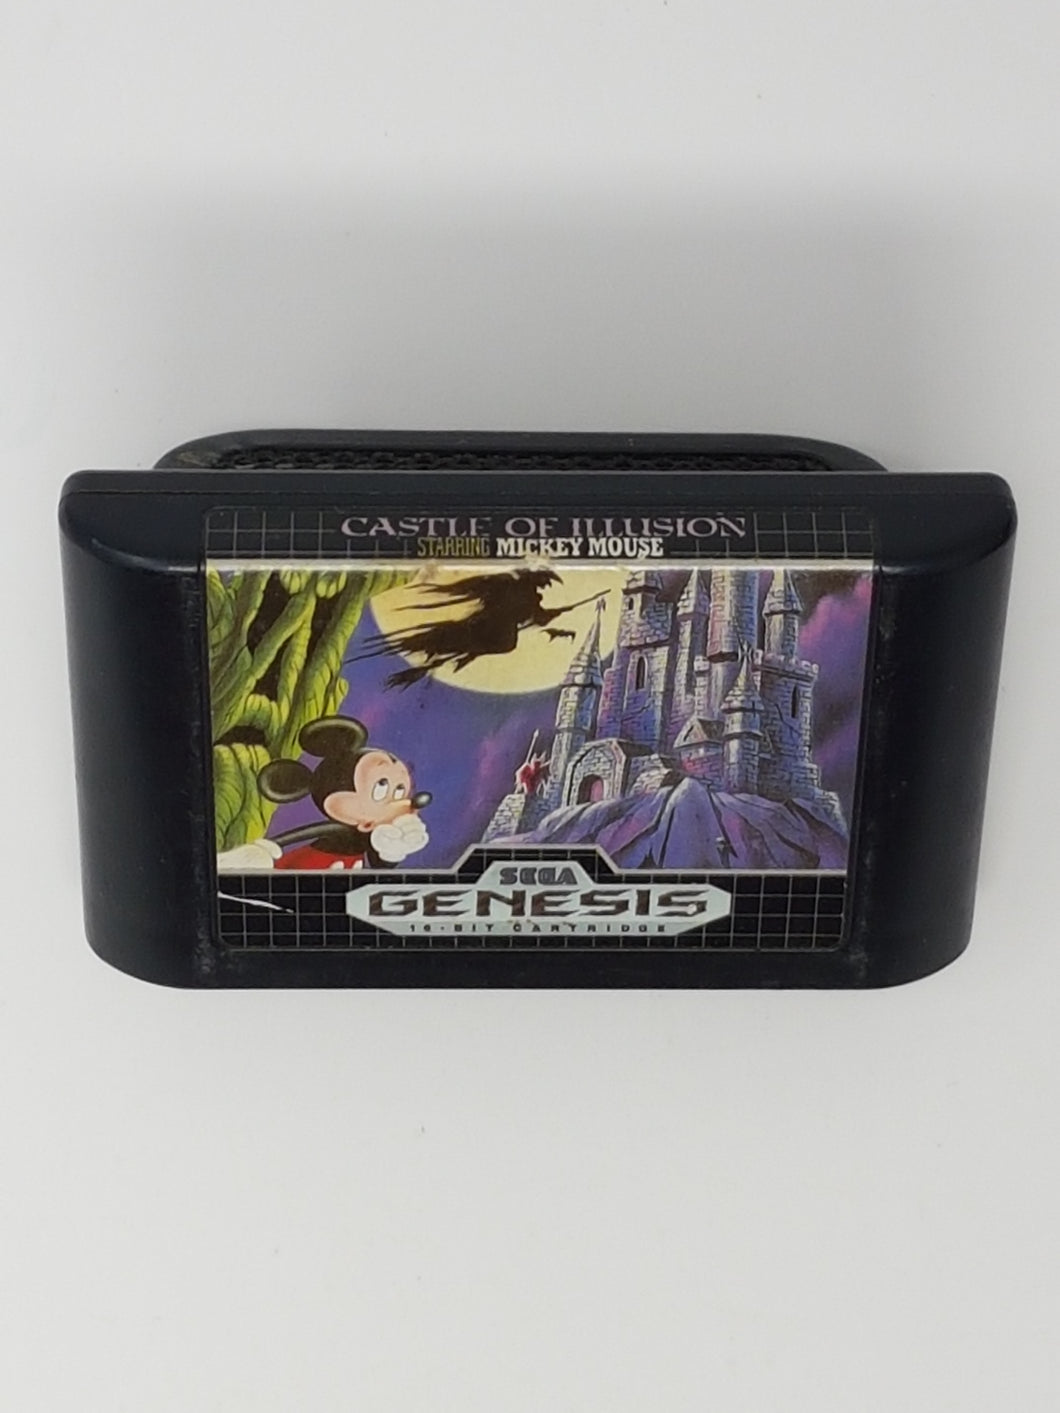 CASTLE OF ILLUSION
STARRING MICKEY MOUSE
SEGA
GENESIS
16-BIT CARTRIDGE